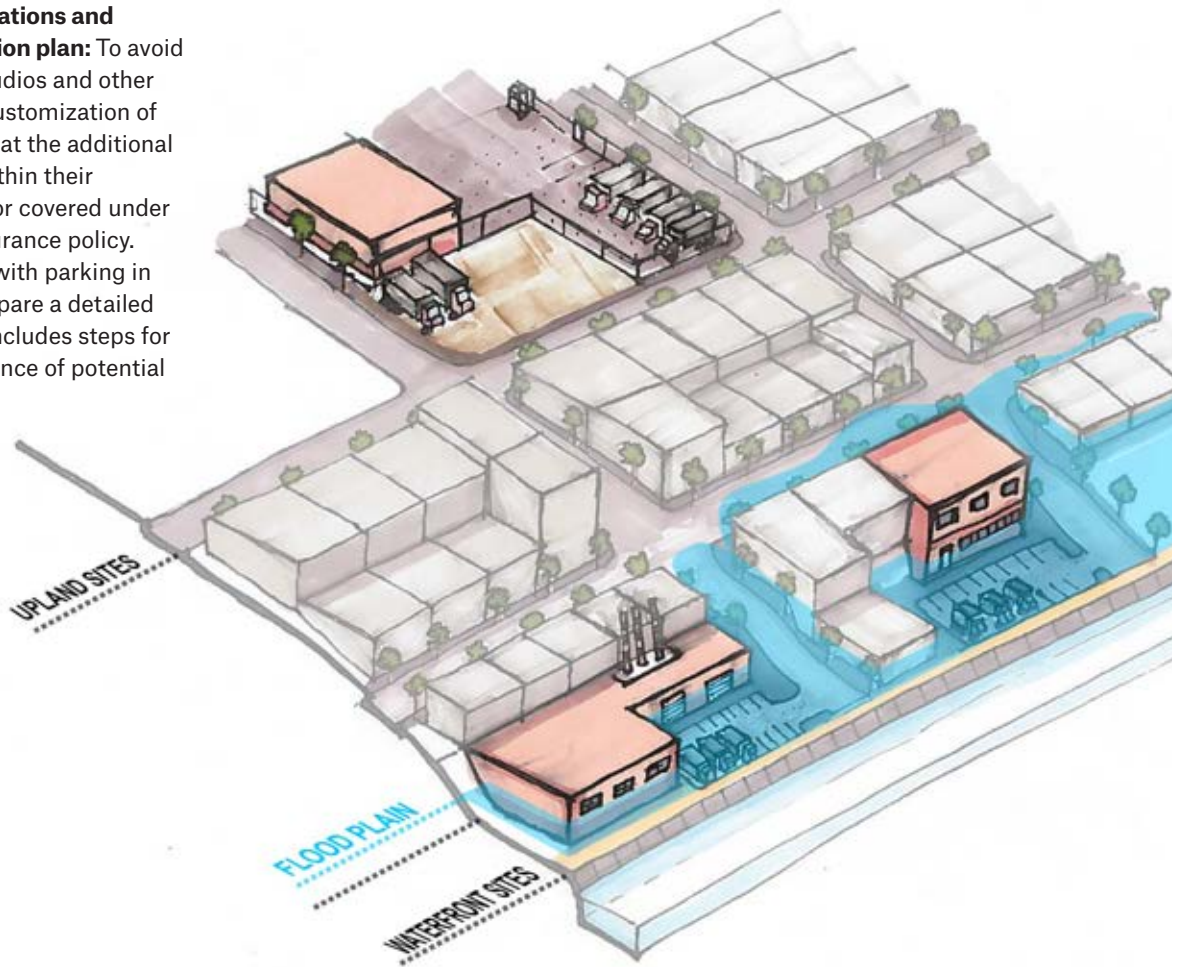 ations and
ion plan: To avoid
udios and other
ustomization of
at the additional
thin their
or covered under
urance policy.
with parking in
pare a detailed
ncludes steps for
nce of potential
UPLAND SITES
FLOOD PLAIN
WATERFRONT SITES